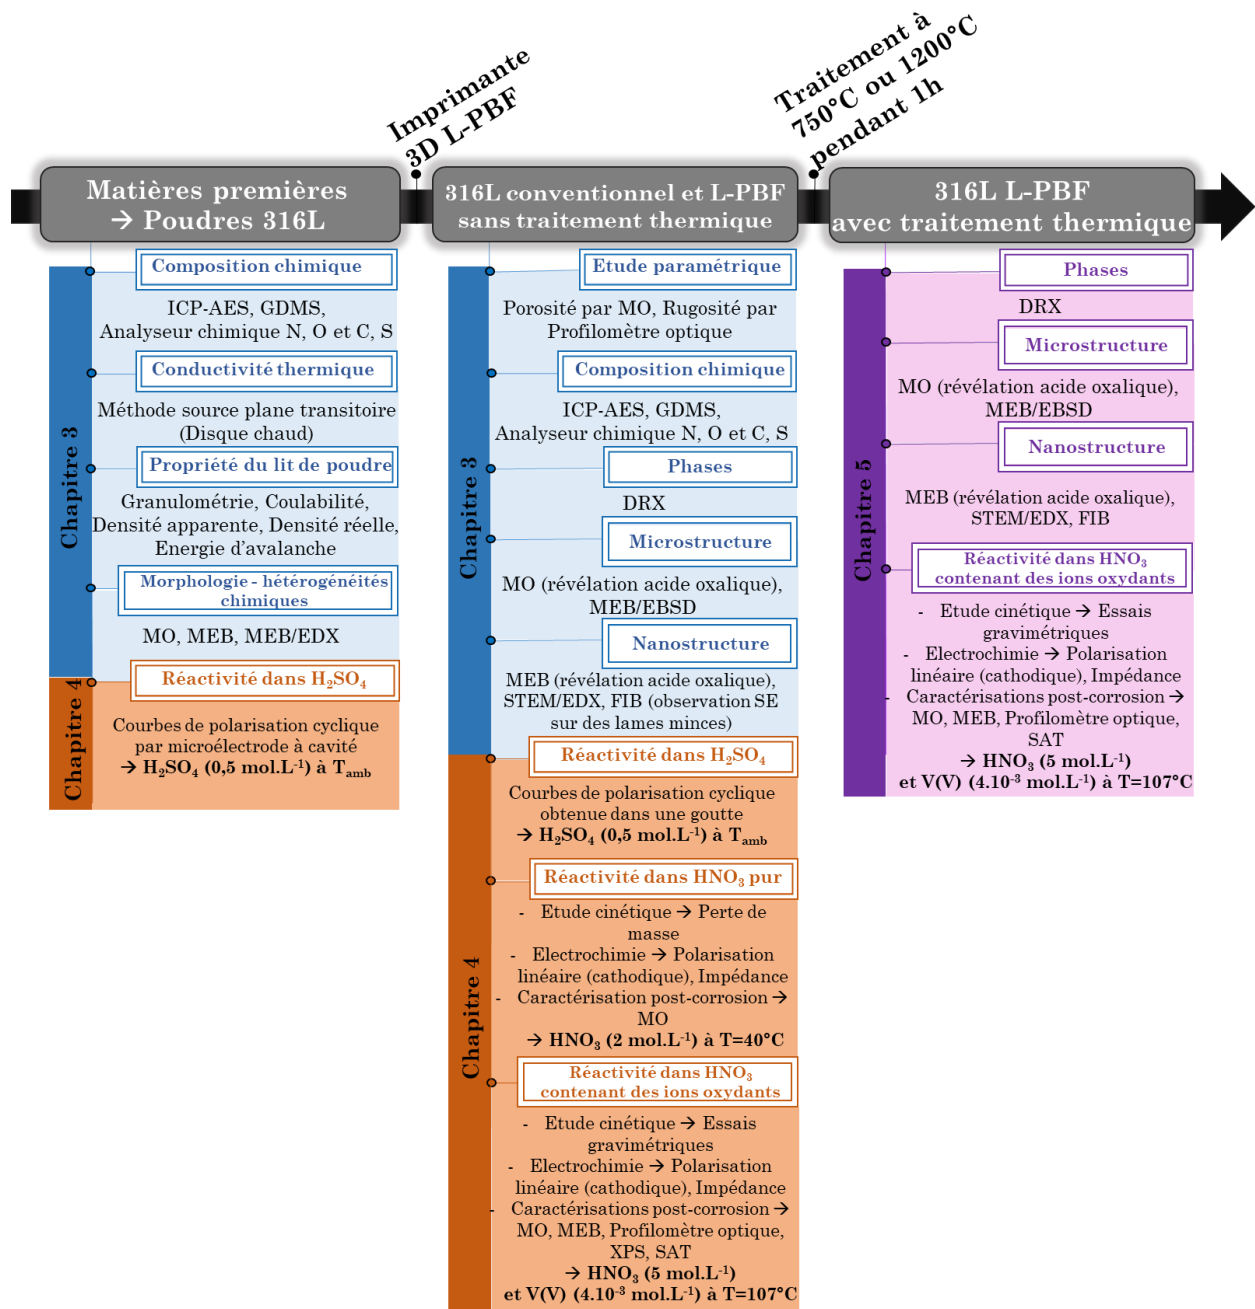 Imprimante
3D L-PBF
Traitement à
750°C ou 1200°C
pendant 1h
Matières premières
→ Poudres 316L
316L conventionnel et L-PBF
sans traitement thermique
316L L-PBF
avec traitement thermique
Chapitre 3
Composition chimique
ICP-AES, GDMS,
Analyseur chimique N, O et C, S
Conductivité thermique
Méthode source plane transitoire
(Disque chaud)
Propriété du lit de poudre
Granulométrie, Coulabilité,
Densité apparente, Densité réelle,
Energie d’avalanche
Morphologie - hétérogénéités
chimiques
MO, MEB, MEB/EDX
Chapitre 4
Réactivité dans H₂SO₄
Courbes de polarisation cyclique
par microélectrode à cavité
→ H₂SO₄ (0,5 mol.L⁻¹) à Tₐₘb
Chapitre 3
Etude paramétrique
Porosité par MO, Rugosité par
Profilomètre optique
Composition chimique
ICP-AES, GDMS,
Analyseur chimique N, O et C, S
Phases
DRX
Microstructure
MO (révélation acide oxalique),
MEB/EBSD
Nanostructure
MEB (révélation acide oxalique),
STEM/EDX, FIB (observation SE
sur des lames minces)
Chapitre 4
Réactivité dans H₂SO₄
Courbes de polarisation cyclique
obtenue dans une goutte
→ H₂SO₄ (0,5 mol.L⁻¹) à Tₐₘb
Réactivité dans HNO₃ pur
- Etude cinétique → Perte de
masse
- Electrochimie → Polarisation
linéaire (cathodique), Impédance
- Caractérisation post-corrosion →
MO
→ HNO₃ (2 mol.L⁻¹) à T=40°C
Réactivité dans HNO₃
contenant des ions oxydants
- Etude cinétique → Essais
gravimétriques
- Electrochimie → Polarisation
linéaire (cathodique), Impédance
- Caractérisations post-corrosion →
MO, MEB, Profilomètre optique,
XPS, SAT
→ HNO₃ (5 mol.L⁻¹)
et V(V) (4.10⁻³ mol.L⁻¹) à T=107°C
Chapitre 5
Phases
DRX
Microstructure
MO (révélation acide oxalique),
MEB/EBSD
Nanostructure
MEB (révélation acide oxalique),
STEM/EDX, FIB
Réactivité dans HNO₃
contenant des ions oxydants
- Etude cinétique → Essais
gravimétriques
- Electrochimie → Polarisation
linéaire (cathodique), Impédance
- Caractérisations post-corrosion →
MO, MEB, Profilomètre optique,
SAT
→ HNO₃ (5 mol.L⁻¹)
et V(V) (4.10⁻³ mol.L⁻¹) à T=107°C